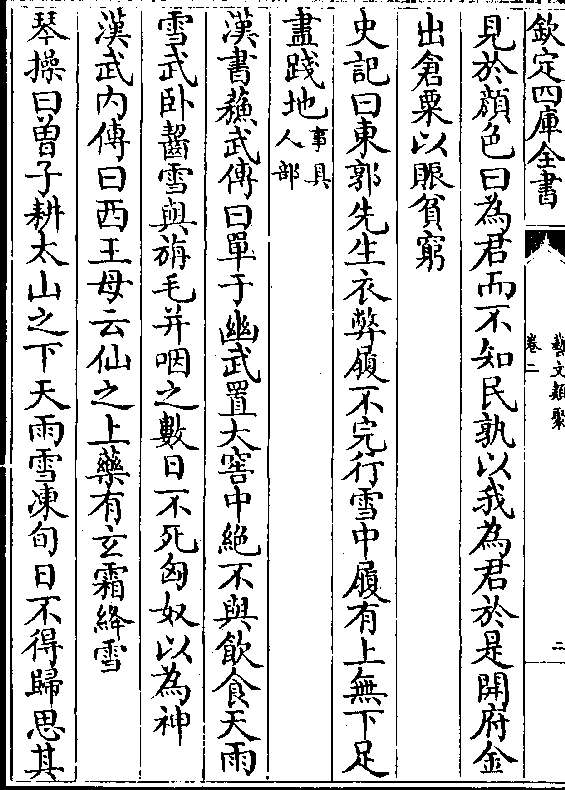 欽定四庫全書
藝文類聚
卷二
二
見於顔色曰為君而不知民孰以我為君於是開府金
出倉粟以賑貧窮
史記曰東郭先生衣弊履不完行雪中履有上無下足
盡踐地事具人部
漢書蘓武傳曰單于幽武置大窖中絶不與飲食天雨
雪武卧齧雪與旃毛并咽之數日不死匈奴以為神
漢武内傳曰西王母云仙之上藥有玄霜絳雪
琴操曰曽子耕太山之下天雨雪凍旬日不得歸思其